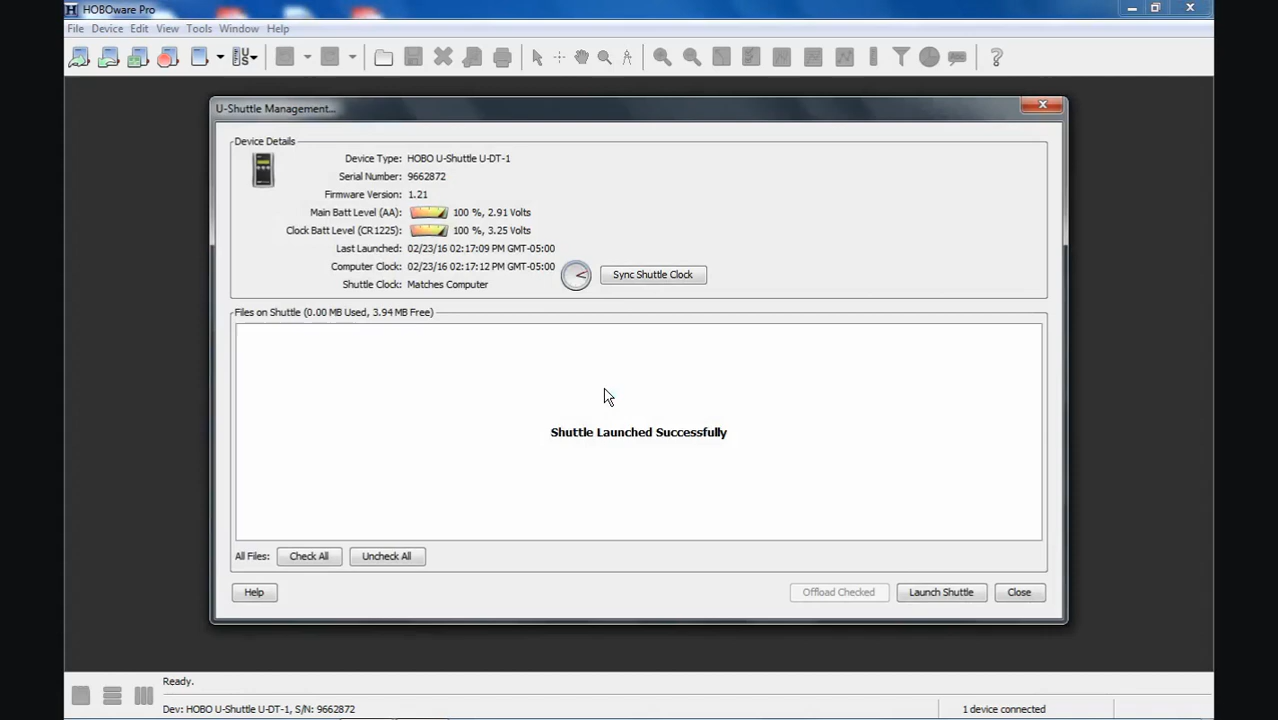 HOBOware Pro
File Device Edit View Tools Window Help
U-Shuttle Management...
Device Details
Device Type: HOBO U-Shuttle U-DT-1
Serial Number: 9662872
Firmware Version: 1.21
Main Batt Level (AA): 100 %, 2.91 Volts
Clock Batt Level (CR1225): 100 %, 3.25 Volts
Last Launched: 02/23/16 02:17:09 PM GMT-05:00
Computer Clock: 02/23/16 02:17:12 PM GMT-05:00
Sync Shuttle Clock
Shuttle Clock: Matches Computer
Files on Shuttle (0.00 MB Used, 3.94 MB Free)
Shuttle Launched Successfully
All Files: Check All Uncheck All
Help Offload Checked Launch Shuttle Close
Ready.
Dev: HOBO U-Shuttle U-DT-1, S/N: 9662872 1 device connected